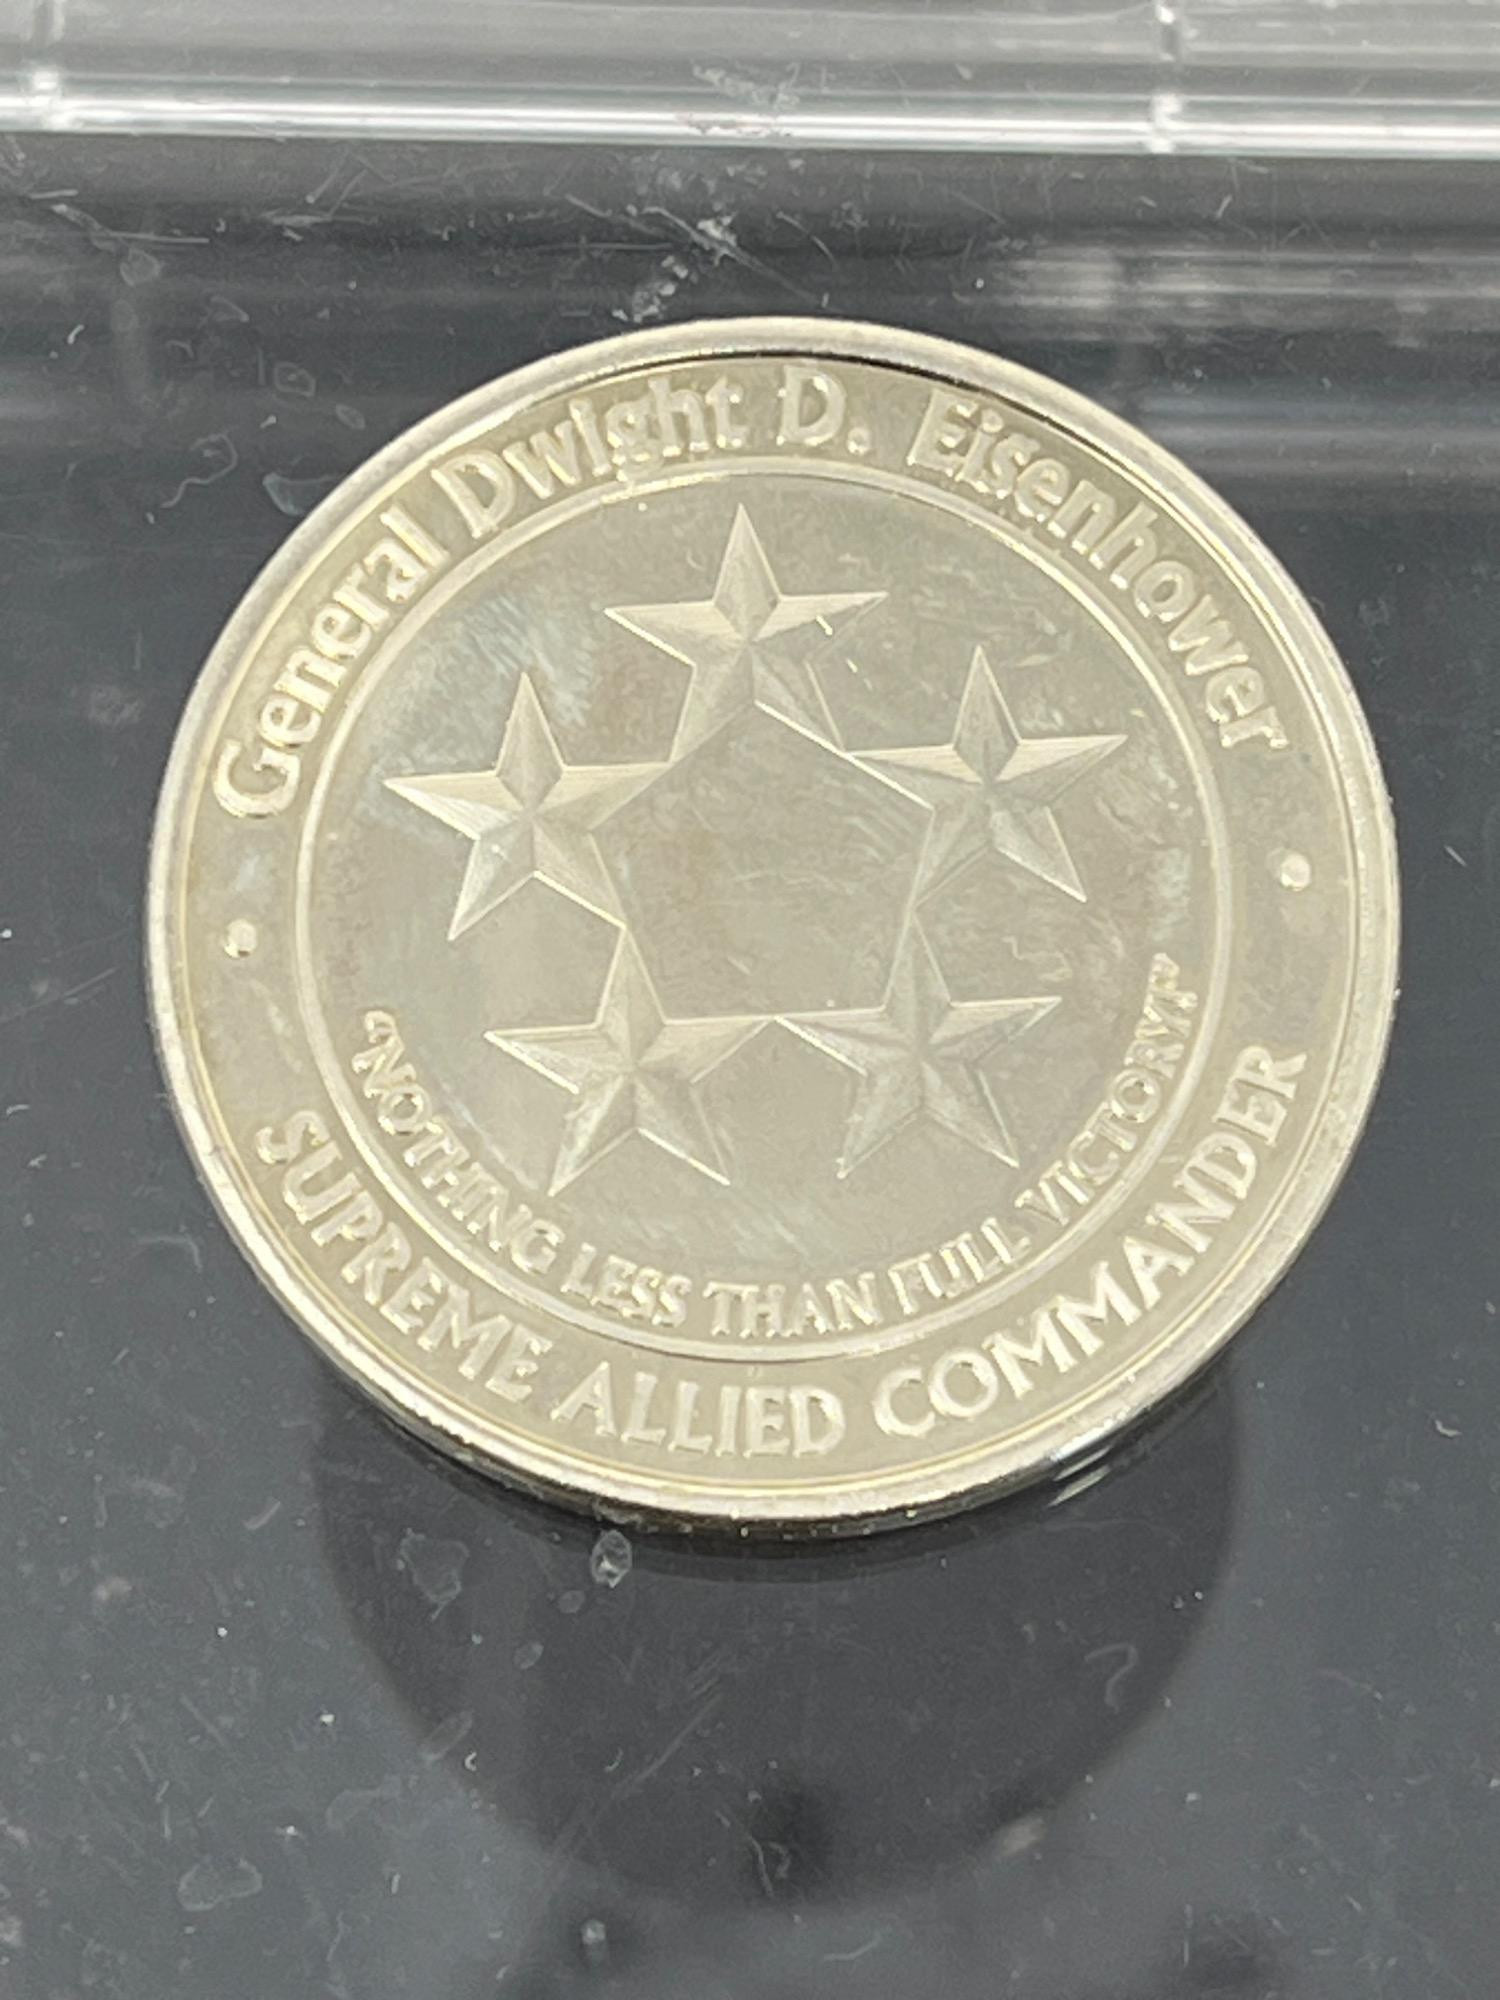 General Dwight D. Eisenhower
"NOTHING LESS THAN FULL VICTORY!"
SUPREME ALLIED COMMANDER